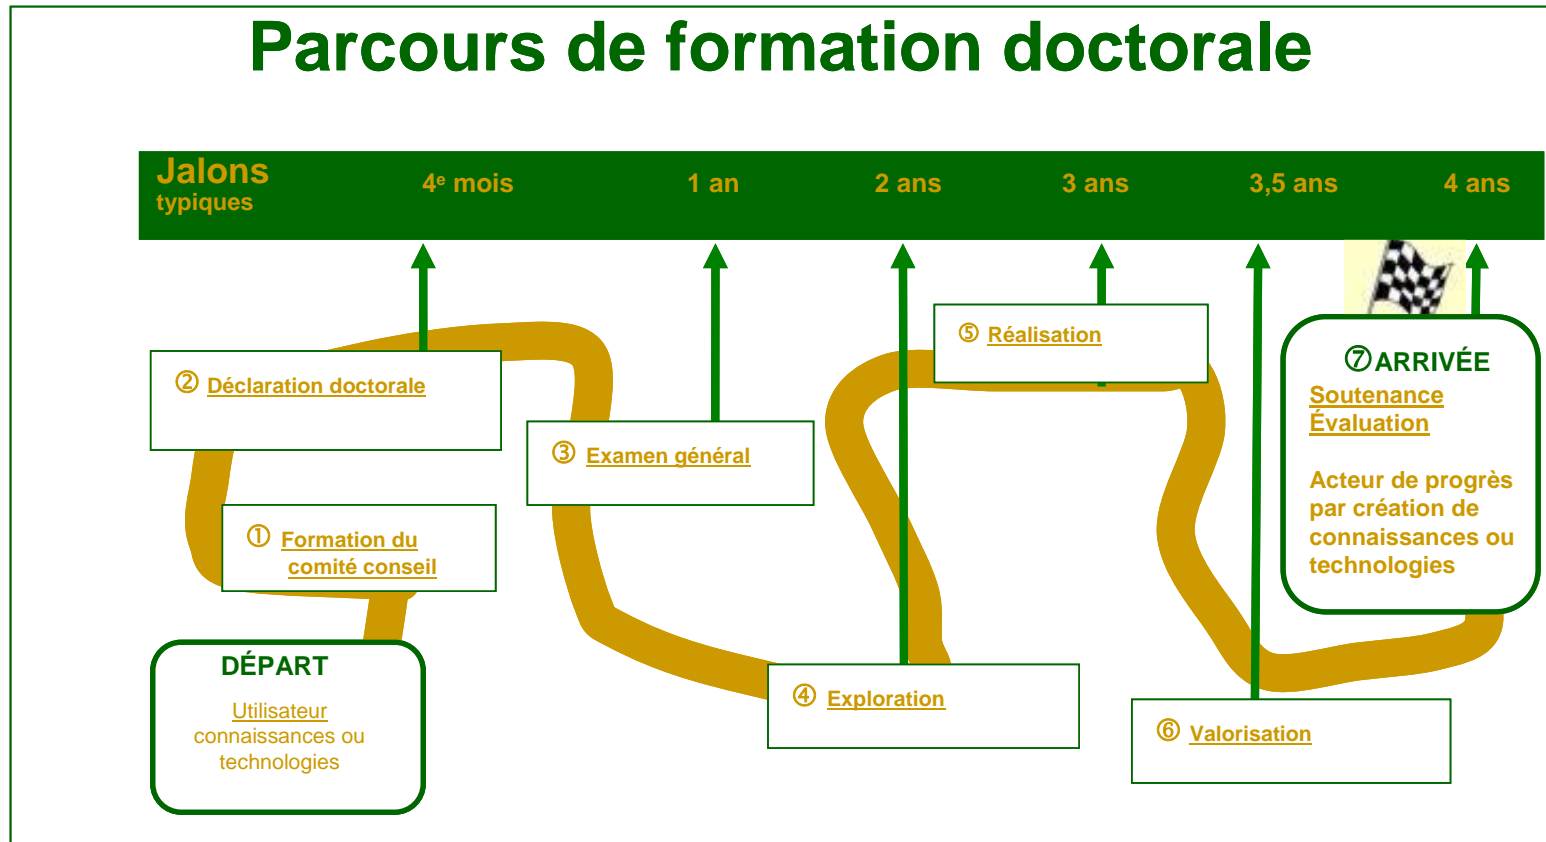 Parcours de formation doctorale
Jalons
typiques
4e mois
1 an
2 ans
3 ans
3,5 ans
4 ans
② Déclaration doctorale
① Formation du
comité conseil
DÉPART
Utilisateur
connaissances ou
technologies
③ Examen général
④ Exploration
⑤ Réalisation
⑥ Valorisation
⑦ ARRIVÉE
Soutenance
Évaluation
Acteur de progrès
par création de
connaissances ou
technologies